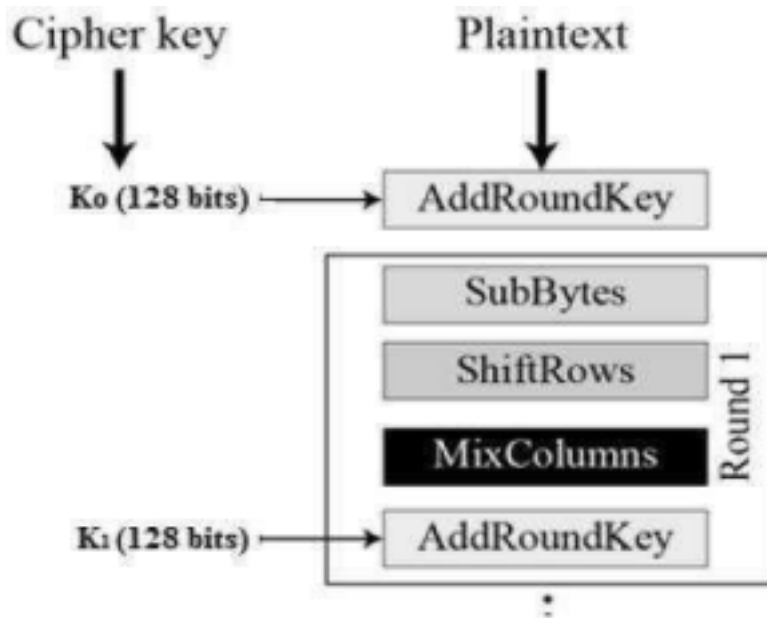 Cipher key
Plaintext
K0 (128 bits)
AddRoundKey
SubBytes
ShiftRows
MixColumns
Round 1
K1 (128 bits)
AddRoundKey